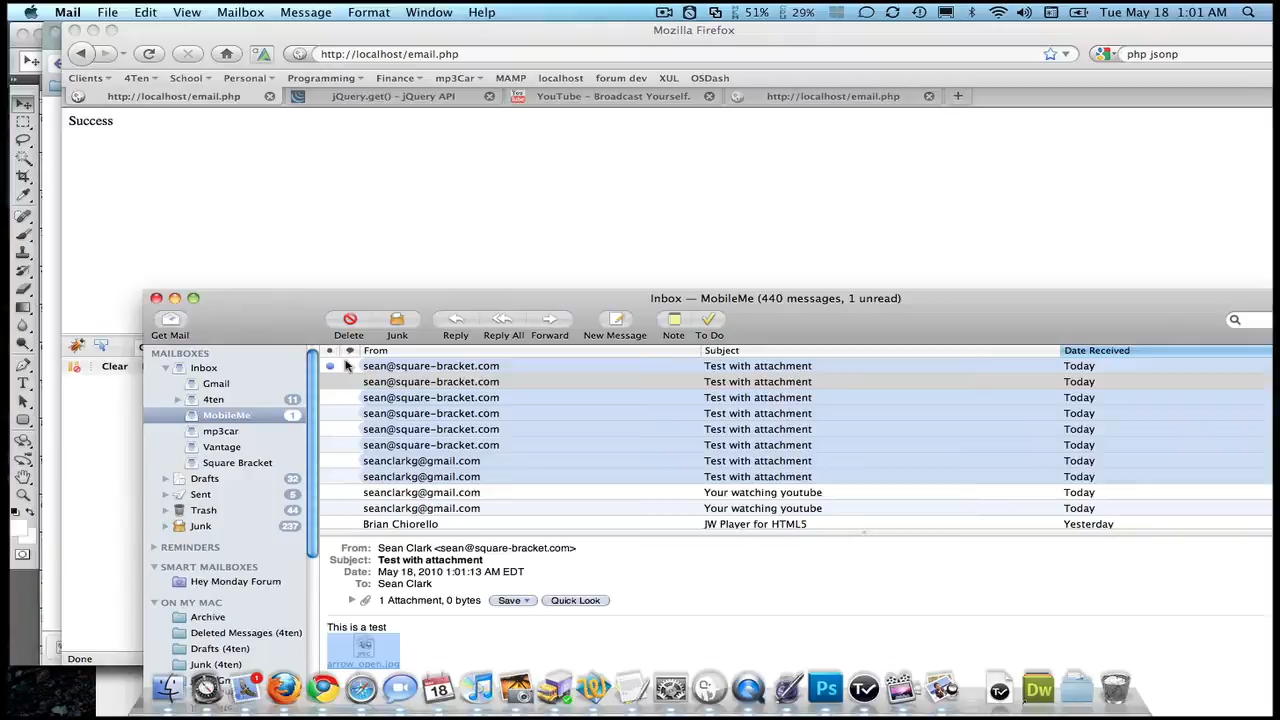 Mail File Edit View Mailbox Message Format Window Help 51% 29% Tue May 18 1:01 AM
Mozilla Firefox
http://localhost/email.php php jsonp
Clients 4Ten School Personal Programming Finance mp3Car MAMP localhost forum dev XUL OSDash
http://localhost/email.php jQuery.get() – jQuery API YouTube – Broadcast Yourself. http://localhost/email.php
Success
Inbox — MobileMe (440 messages, 1 unread)
Get Mail Delete Junk Reply Reply All Forward New Message Note To Do
MAILBOXES From Subject Date Received
Clear
Inbox
Gmail
4ten 11
MobileMe 1
mp3car
Vantage
Square Bracket
Drafts 32
Sent 5
Trash 44
Junk 237
REMINDERS
SMART MAILBOXES
Hey Monday Forum
ON MY MAC
Archive
Deleted Messages (4ten)
Drafts (4ten)
Junk (4ten)
sean@square-bracket.com Test with attachment Today
sean@square-bracket.com Test with attachment Today
sean@square-bracket.com Test with attachment Today
sean@square-bracket.com Test with attachment Today
sean@square-bracket.com Test with attachment Today
sean@square-bracket.com Test with attachment Today
seanclarkg@gmail.com Test with attachment Today
seanclarkg@gmail.com Test with attachment Today
seanclarkg@gmail.com Your watching youtube Today
seanclarkg@gmail.com Your watching youtube Today
Brian Chiorello JW Player for HTML5 Yesterday
From: Sean Clark <sean@square-bracket.com>
Subject: Test with attachment
Date: May 18, 2010 1:01:13 AM EDT
To: Sean Clark
1 Attachment, 0 bytes Save Quick Look
This is a test
JPEG
arrow_open.jpg
Done
18
1
Ps
Dw